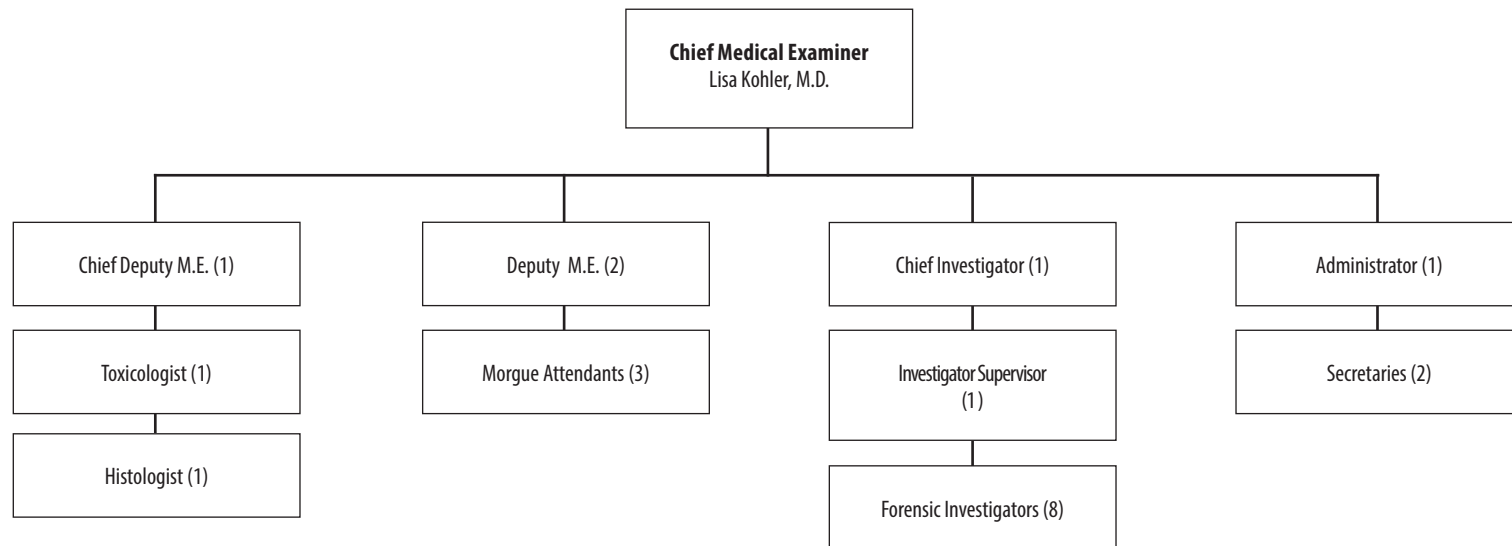 Chief Medical Examiner
Lisa Kohler, M.D.
Chief Deputy M.E. (1)
Deputy M.E. (2)
Chief Investigator (1)
Administrator (1)
Toxicologist (1)
Morgue Attendants (3)
Investigator Supervisor
(1)
Secretaries (2)
Histologist (1)
Forensic Investigators (8)